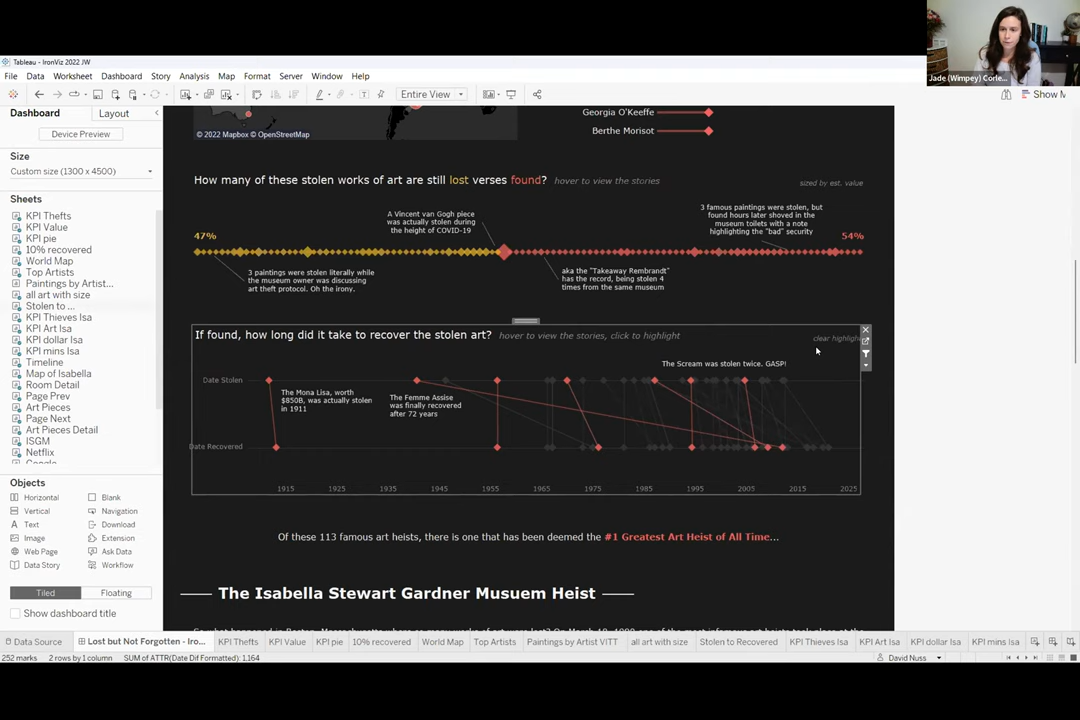 Jade (Wimpey) Corle...
Tableau - IronViz 2022 JW
File Data Worksheet Dashboard Story Analysis Map Format Server Window Help
Entire View
Show M
Dashboard Layout
Device Preview
Size
Custom size (1300 x 4500)
Sheets
KPI Thefts
KPI Value
KPI pie
10% recovered
World Map
Top Artists
Paintings by Artist...
all art with size
Stolen to ...
KPI Thieves Isa
KPI Art Isa
KPI dollar Isa
KPI mins Isa
Timeline
Map of Isabella
Room Detail
Page Prev
Art Pieces
Page Next
Art Pieces Detail
ISGM
Netflix
Google
Objects
Horizontal Blank
Vertical Navigation
Text Download
Image Extension
Web Page Ask Data
Data Story Workflow
Tiled Floating
Show dashboard title
© 2022 Mapbox © OpenStreetMap
Georgia O'Keeffe
Berthe Morisot
How many of these stolen works of art are still lost verses found? hover to view the stories
sized by est. value
A Vincent van Gogh piece
was actually stolen during
the height of COVID-19
3 famous paintings were stolen, but
found hours later shoved in the
museum toilets with a note
highlighting the "bad" security
47%
54%
3 paintings were stolen literally while
the museum owner was discussing
art theft protocol. Oh the irony.
aka the "Takeaway Rembrandt"
has the record, being stolen 4
times from the same museum
If found, how long did it take to recover the stolen art? hover to view the stories, click to highlight
clear highlight
The Scream was stolen twice. GASP!
Date Stolen
The Mona Lisa, worth
$850B, was actually stolen
in 1911
The Femme Assise
was finally recovered
after 72 years
Date Recovered
1915 1925 1935 1945 1955 1965 1975 1985 1995 2005 2015 2025
Of these 113 famous art heists, there is one that has been deemed the #1 Greatest Art Heist of All Time...
The Isabella Stewart Gardner Musuem Heist
Data Source Lost but Not Forgotten - Iro... KPI Thefts KPI Value KPI pie 10% recovered World Map Top Artists Paintings by Artist VITT all art with size Stolen to Recovered KPI Thieves Isa KPI Art Isa KPI dollar Isa KPI mins Isa
252 marks 2 rows by 1 column SUM of ATTR(Date Dif Formatted): 1,164
David Nuss